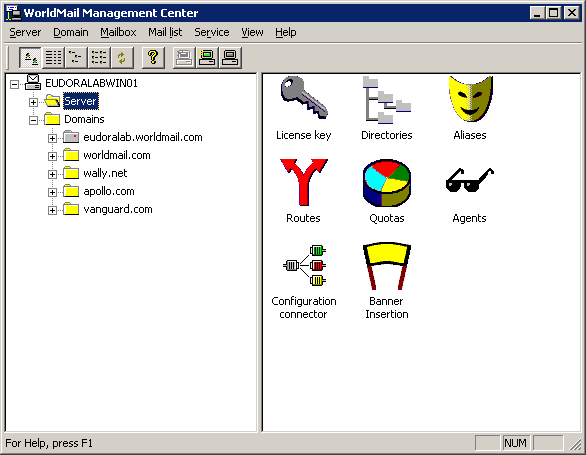 WorldMail Management Center
Server Domain Mailbox Mail list Service View Help
EUDORALABWIN01
Server
Domains
eudoralab.worldmail.com
worldmail.com
wally.net
apollo.com
vanguard.com
License key Directories Aliases
Routes Quotas Agents
Configuration Banner
connector Insertion
For Help, press F1 NUM